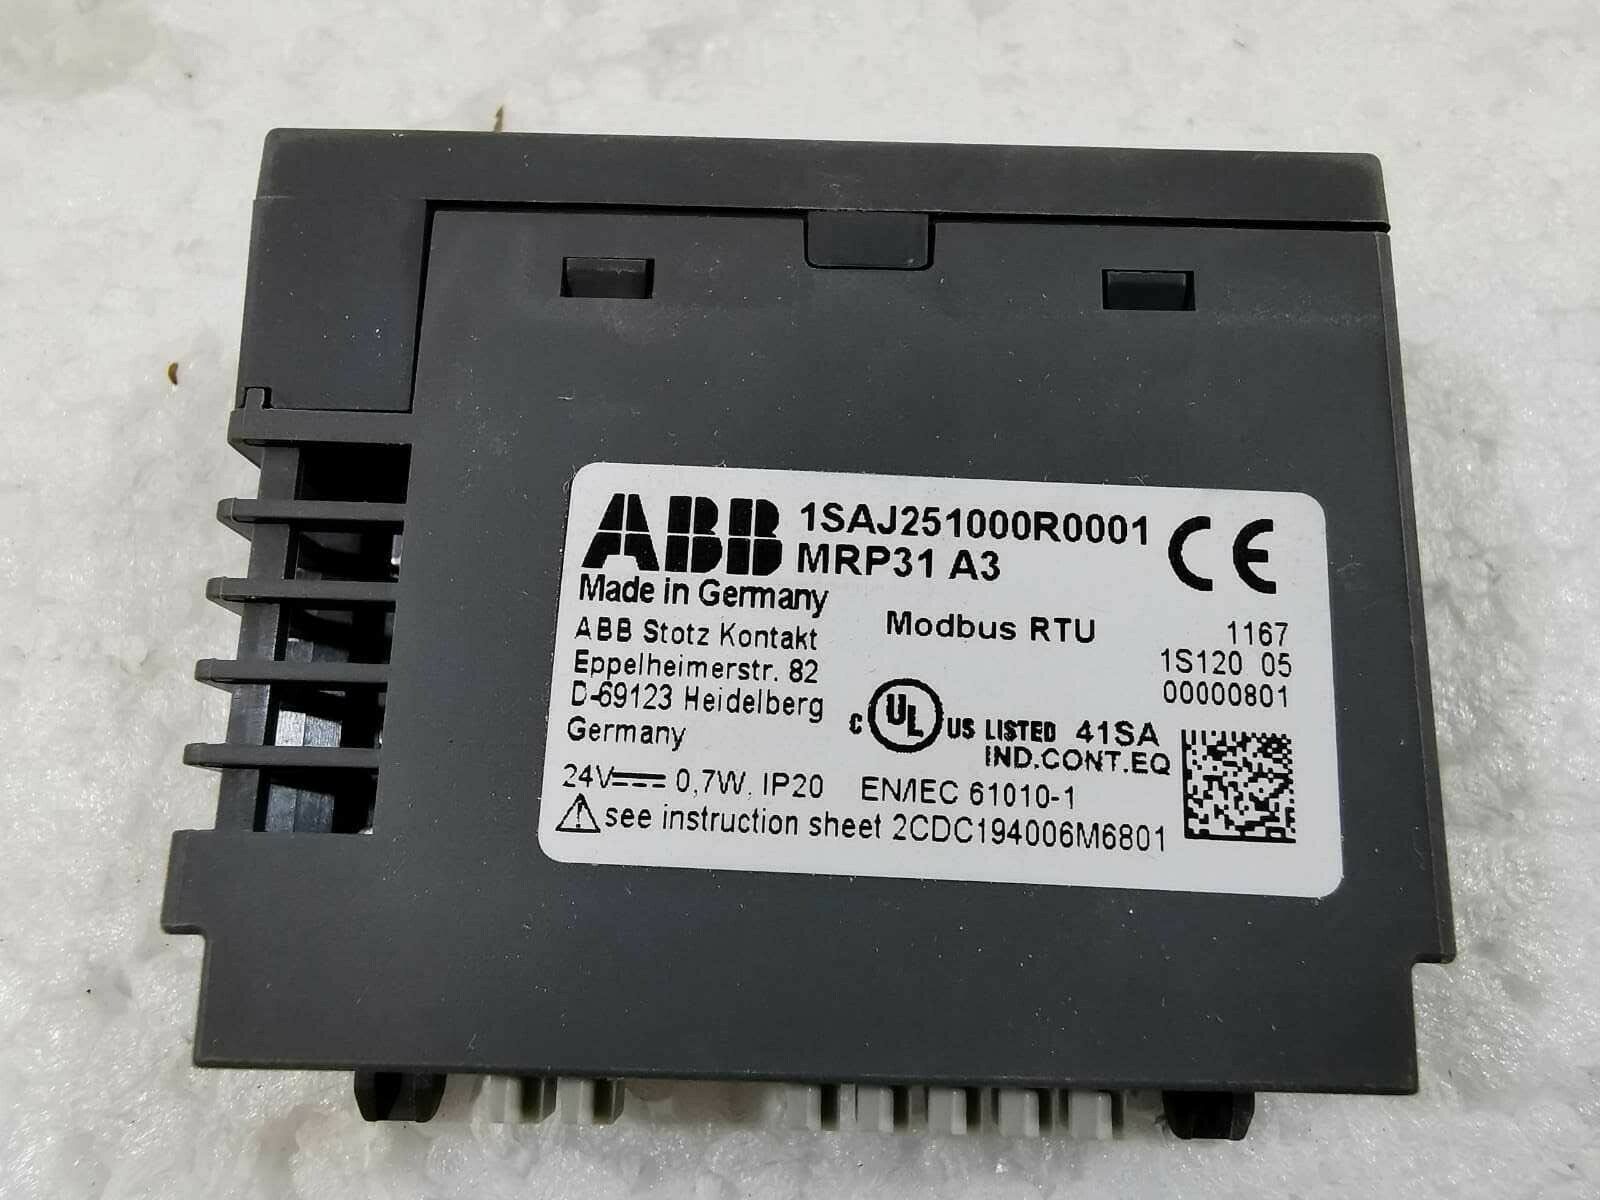 ABB 1SAJ251000R0001
MRP31 A3
CE
Made in Germany
ABB Stotz Kontakt
Eppelheimerstr. 82
D-69123 Heidelberg
Germany
Modbus RTU
1167
1S120 05
00000801
C UL US LISTED 41SA
IND.CONT.EQ
24V 0,7W, IP20 EN/IEC 61010-1
see instruction sheet 2CDC194006M6801